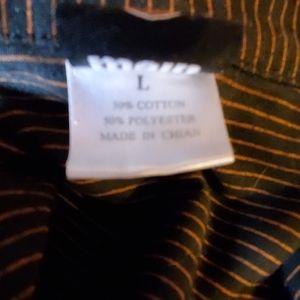 L
50% COTTON
50% POLYESTER
MADE IN CHIAN